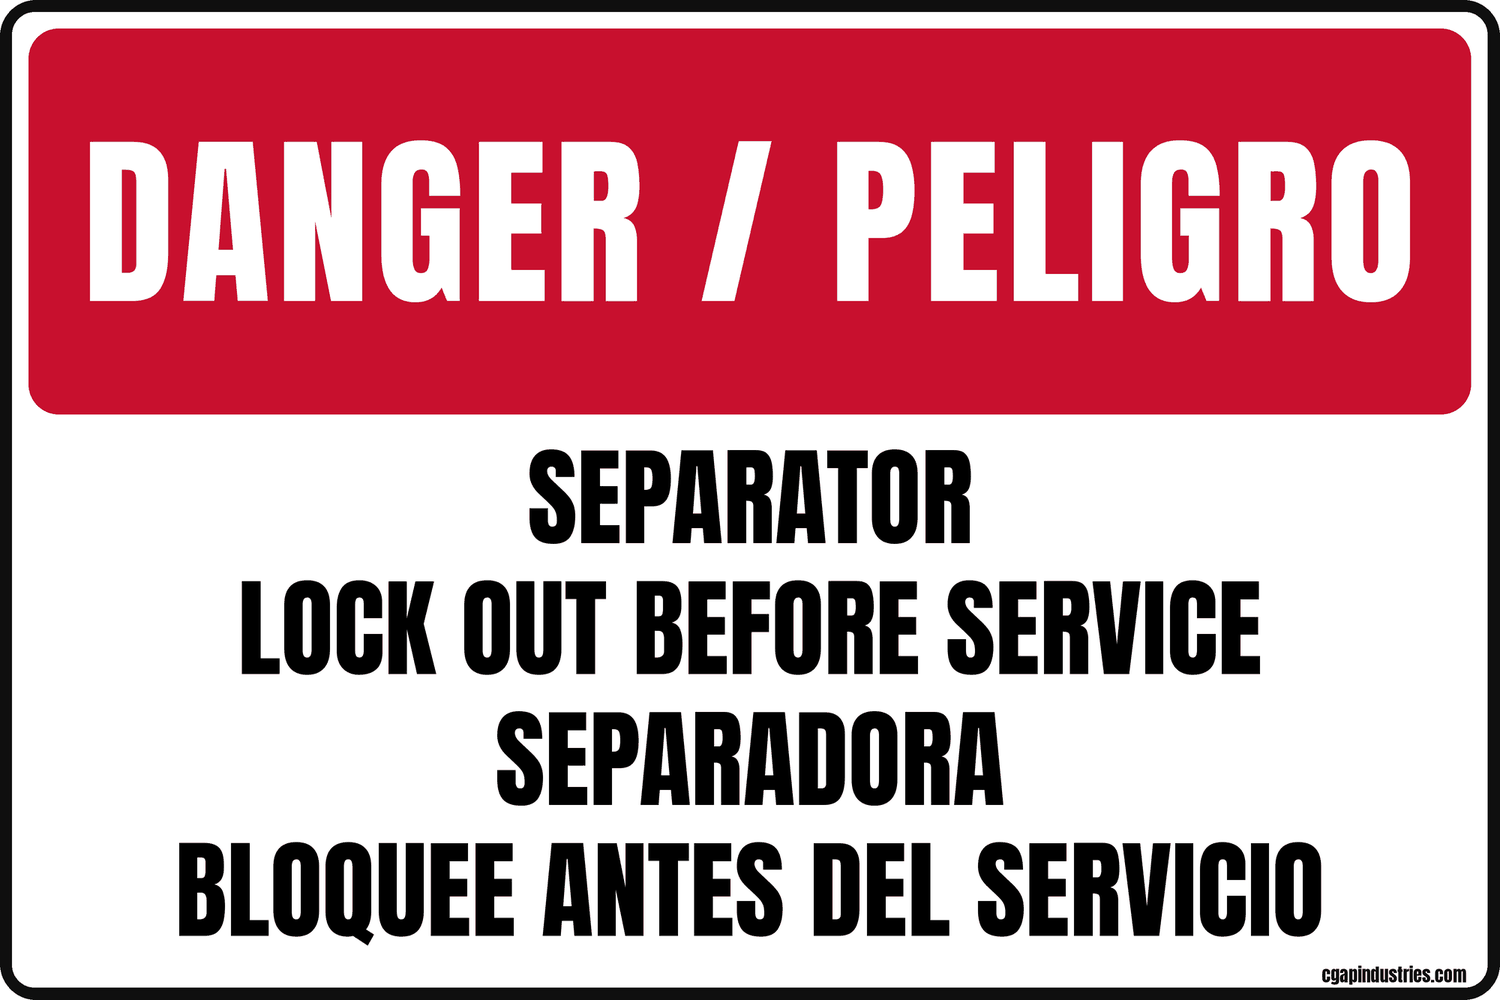 DANGER / PELIGRO
SEPARATOR
LOCK OUT BEFORE SERVICE
SEPARADORA
BLOQUEE ANTES DEL SERVICIO
cgapindustries.com